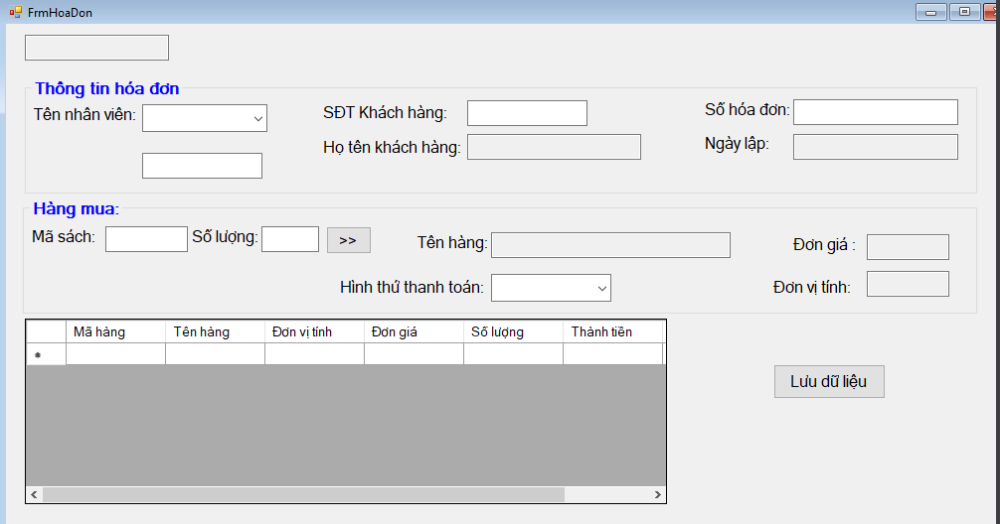 FrmHoaDon
Thông tin hóa đơn
Tên nhân viên:
SĐT Khách hàng:
Số hóa đơn:
Họ tên khách hàng:
Ngày lập:
Hàng mua:
Mã sách:
Số lượng:
>>
Tên hàng:
Đơn giá :
Hình thứ thanh toán:
Đơn vị tính:
Mã hàng Tên hàng Đơn vị tính Đơn giá Số lượng Thành tiền
*
Lưu dữ liệu